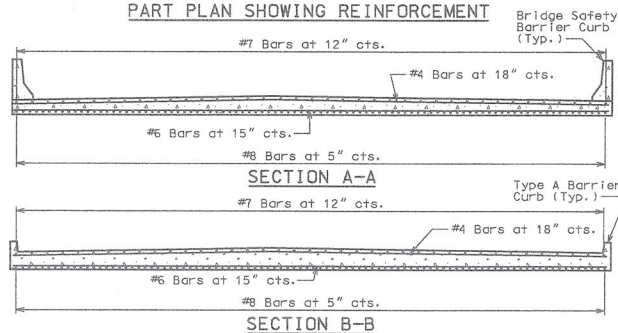 PART PLAN SHOWING REINFORCEMENT
Bridge Safety
Barrier Curb
(Typ.)
#7 Bars at 12" cts.
#4 Bars at 18" cts.
#6 Bars at 15" cts.
#8 Bars at 5" cts.
SECTION A-A
Type A Barrier
Curb (Typ.)
#7 Bars at 12" cts.
#4 Bars at 18" cts.
#6 Bars at 15" cts.
#8 Bars at 5" cts.
SECTION B-B